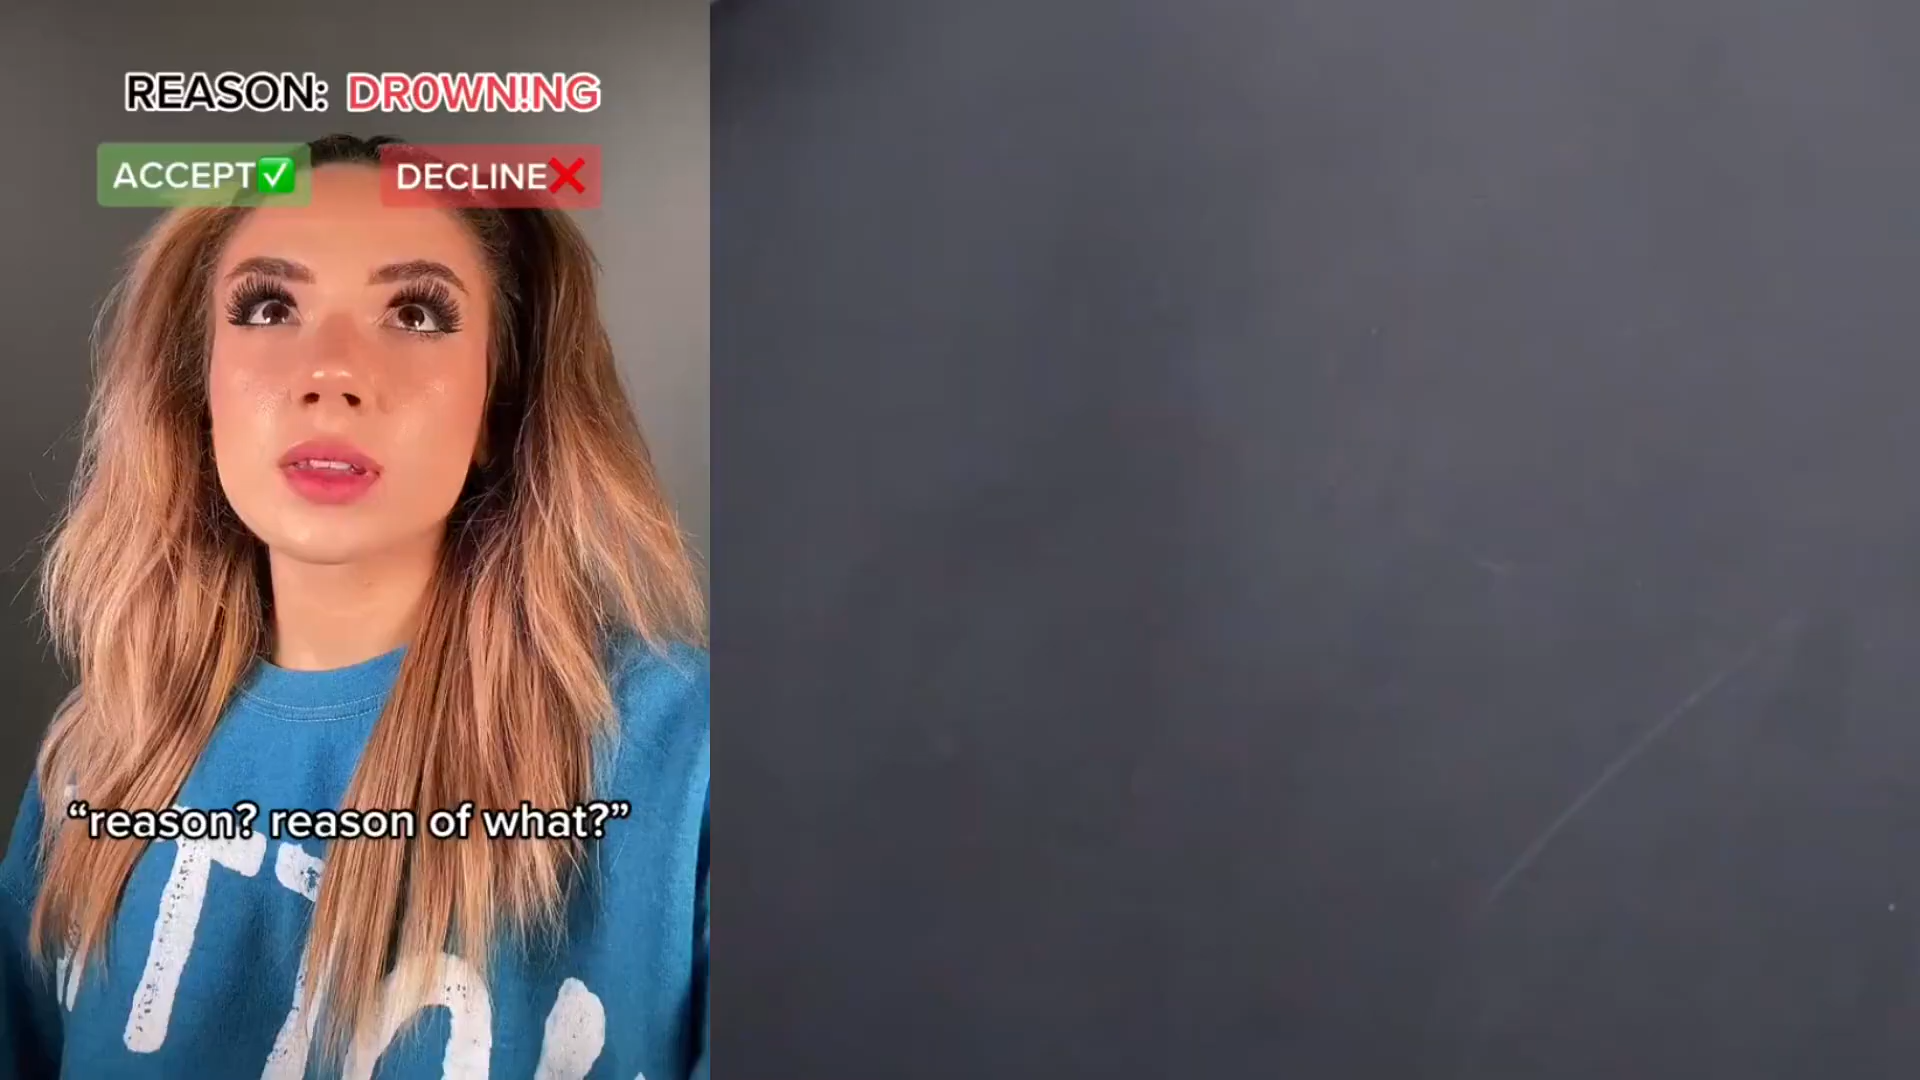 REASON: DR0WN!NG
ACCEPT✅ DECLINE❌
“reason? reason of what?”